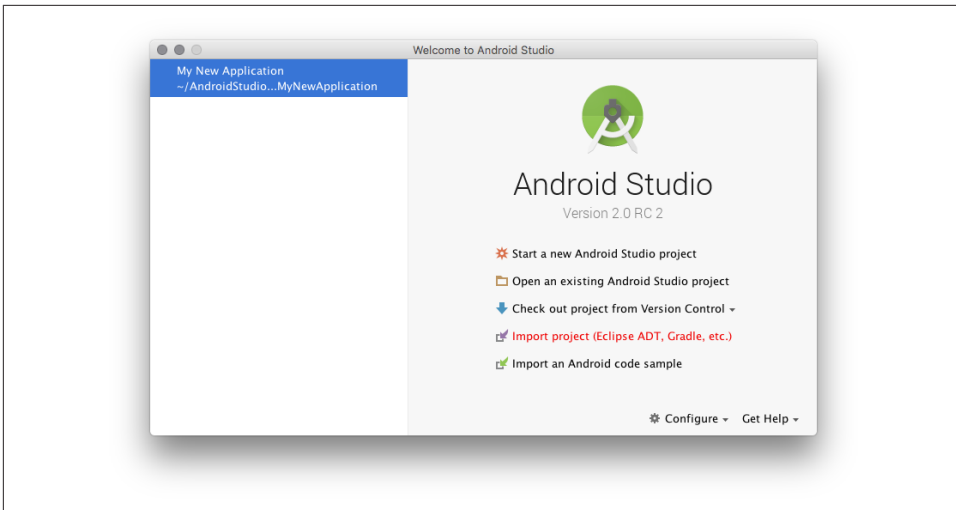 Welcome to Android Studio
My New Application
~/AndroidStudio...MyNewApplication
Android Studio
Version 2.0 RC 2
Start a new Android Studio project
Open an existing Android Studio project
Check out project from Version Control
Import project (Eclipse ADT, Gradle, etc.)
Import an Android code sample
Configure
Get Help